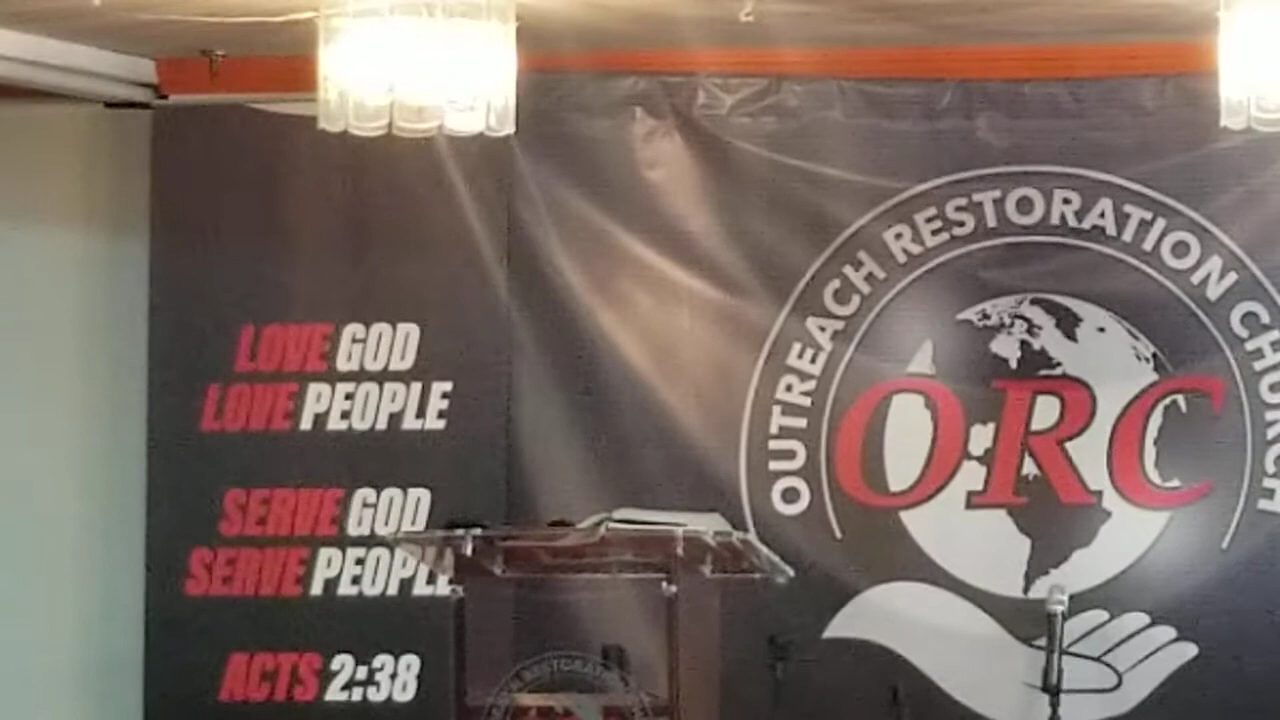 LOVE GOD
LOVE PEOPLE
SERVE GOD
SERVE PEOPLE
ACTS 2:38
OUTREACH RESTORATION CHURCH
ORC